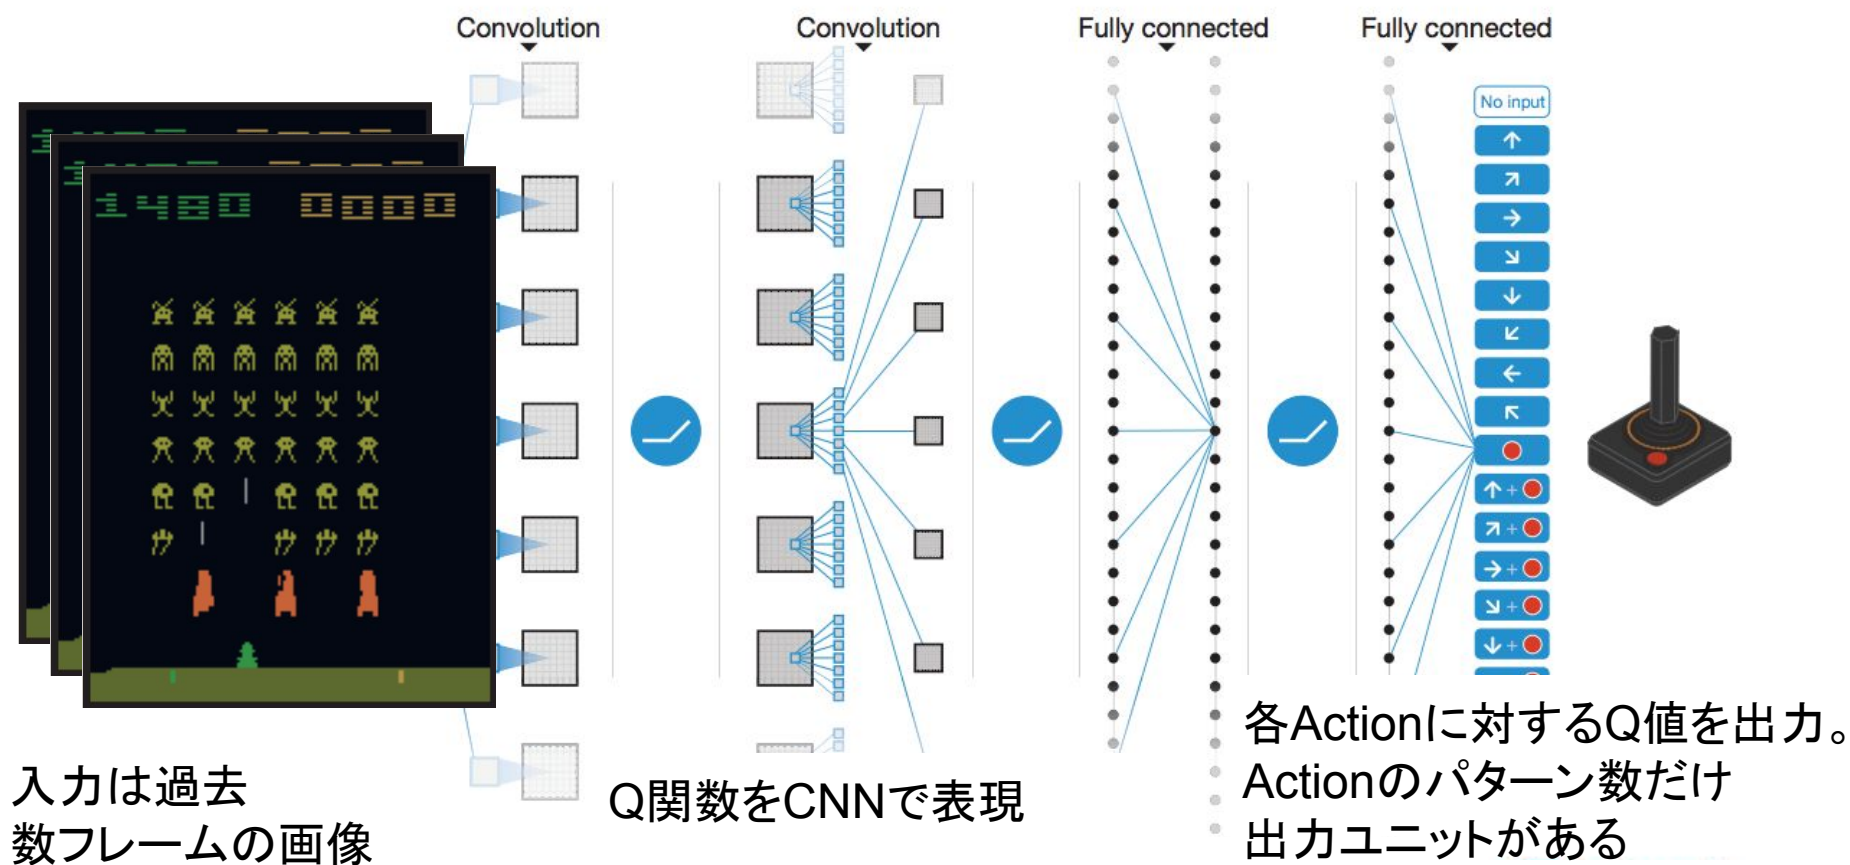 Convolution
Convolution
Fully connected
Fully connected
No input
1480 0000
入力は過去
数フレームの画像
Q関数をCNNで表現
各Actionに対するQ値を出力。
Actionのパターン数だけ
出力ユニットがある